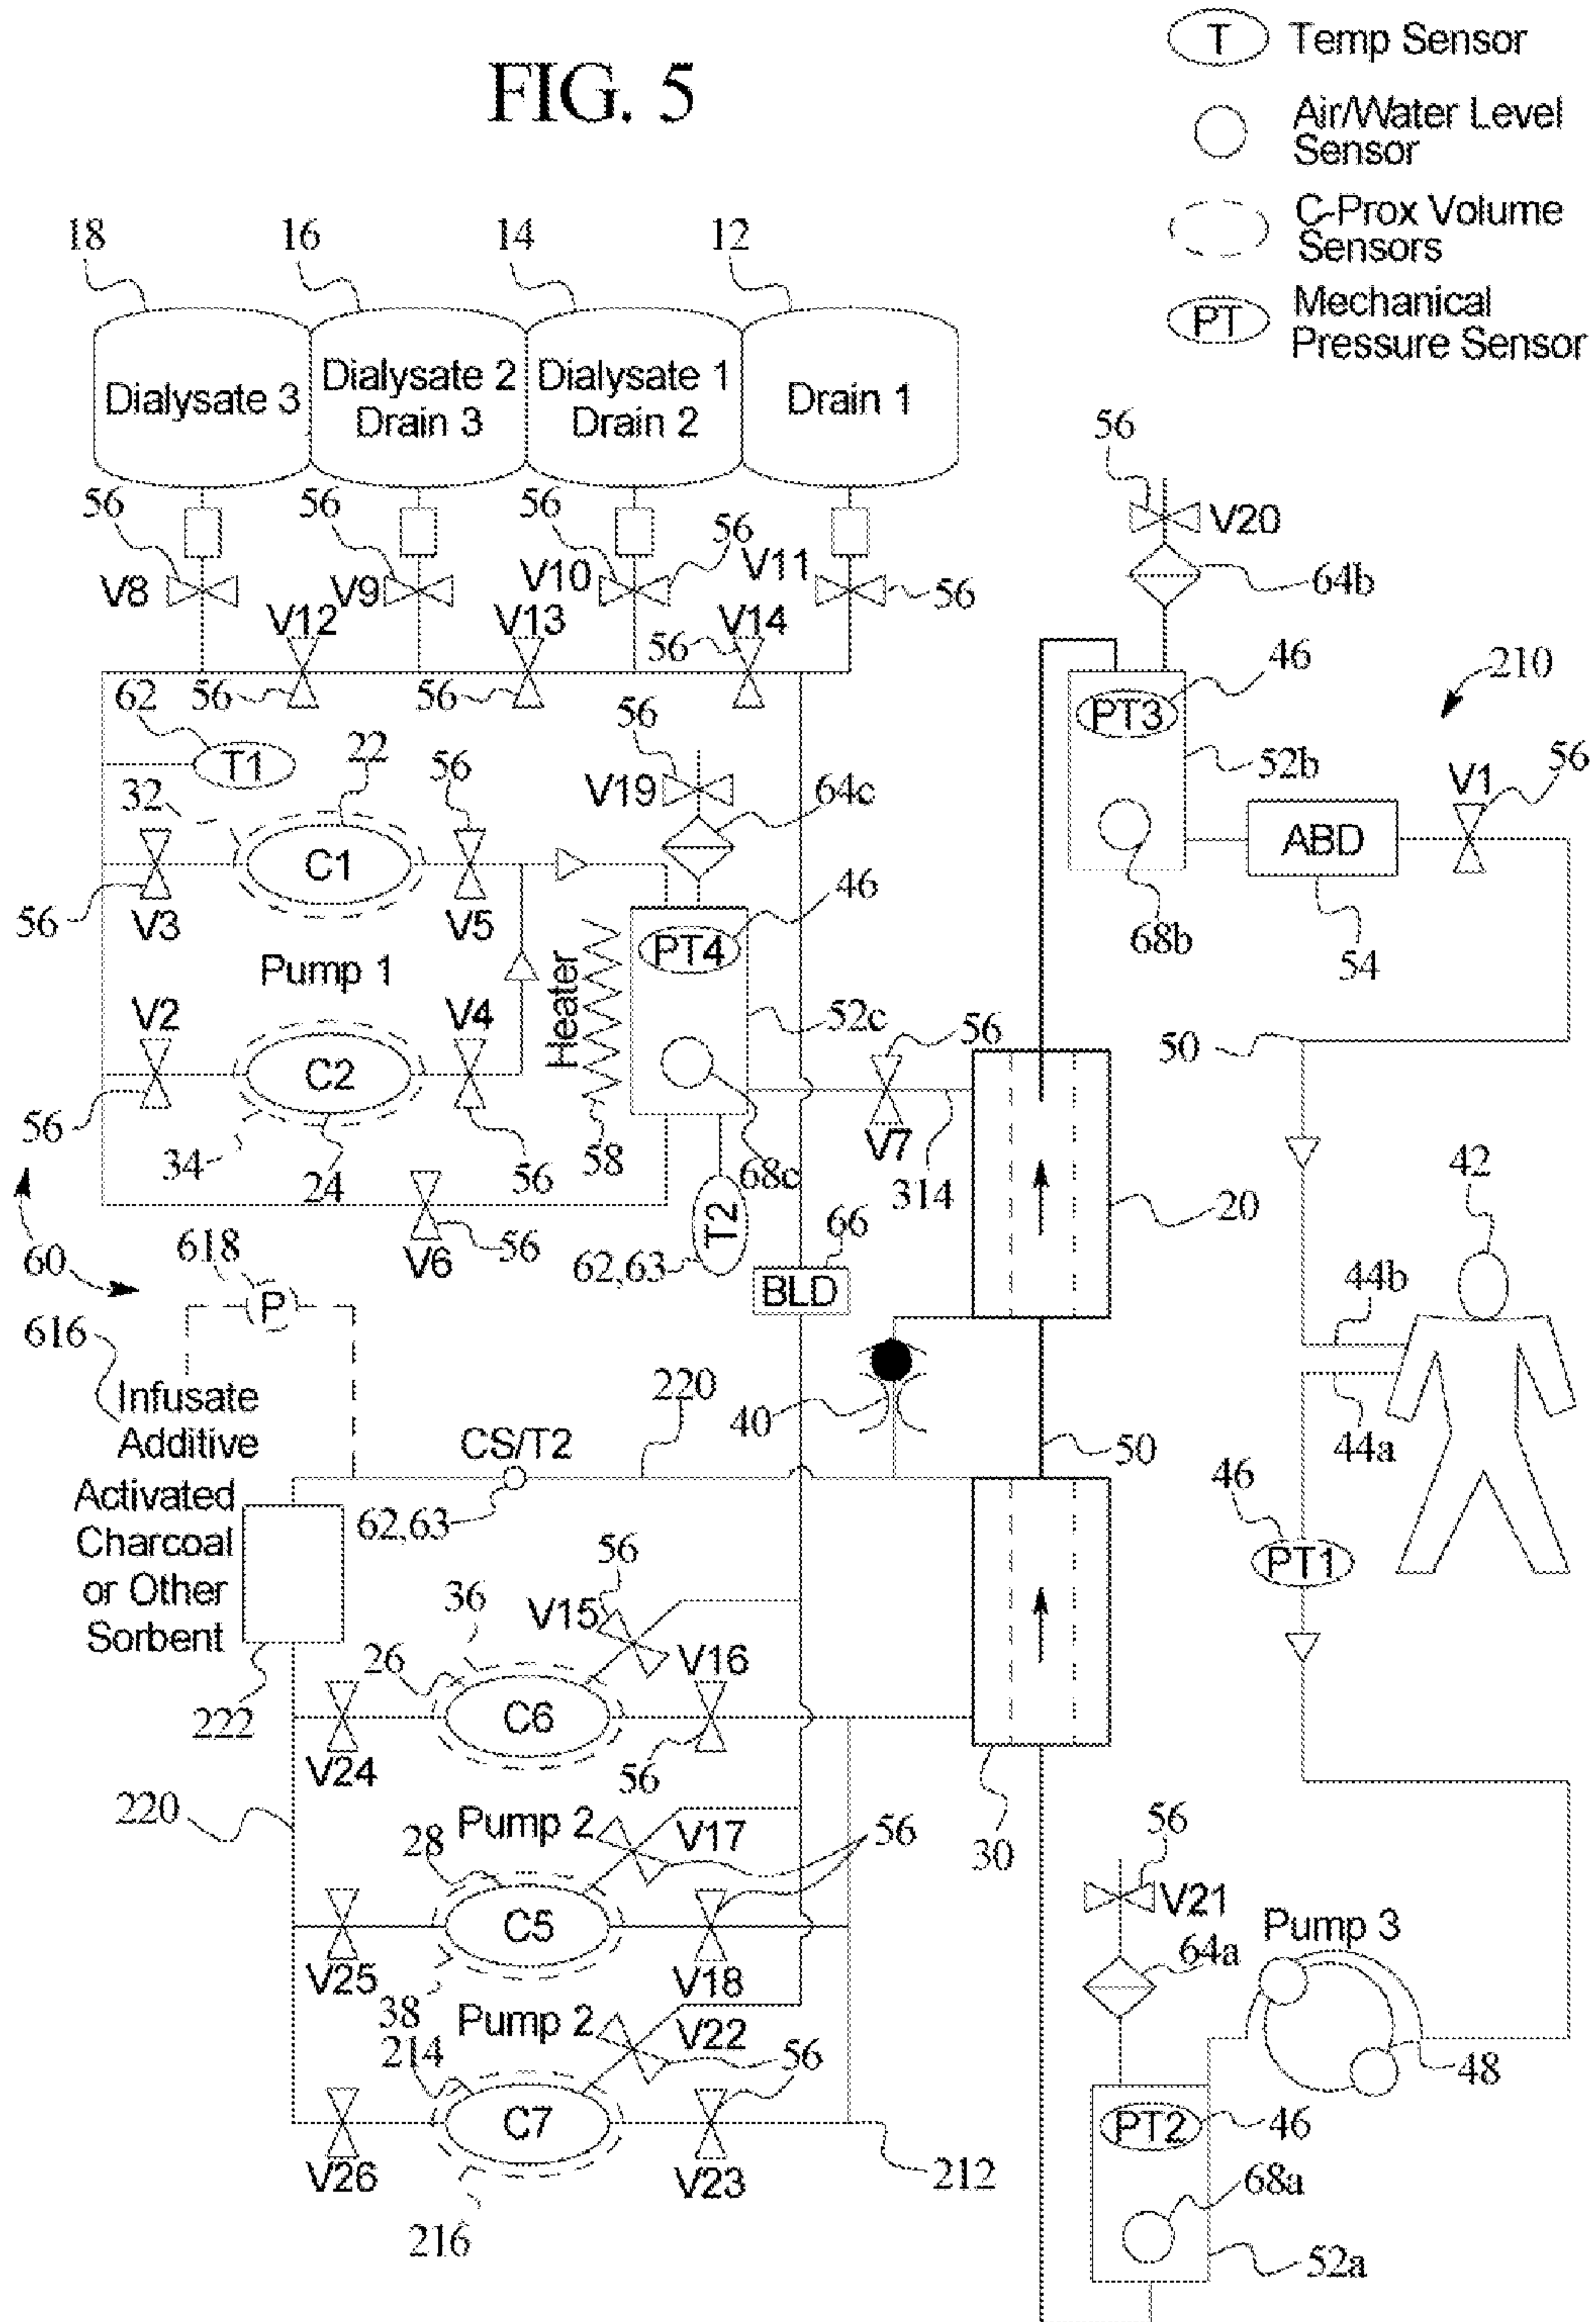 FIG. 5
T Temp Sensor
Air/Water Level
Sensor
C-Prox Volume
Sensors
PT Mechanical
Pressure Sensor
18 16 14 12
Dialysate 3
Dialysate 2
Drain 3
Dialysate 1
Drain 2
Drain 1
56
V20
64b
56 56 56 56
V8 V9 V10 V11 56
V12 V13 56 V14
56 56
62
T1
22
56
56
V19
64c
32
C1
V3
56
V5
46
PT4
Pump 1
Heater
V2
V4
C2
56
34
24
56
58
52c
68c
T2
62,63
V6
56
60
46
PT3
210
52b
56
V1
ABD
68b
54
50
56
V7
314
20
42
66
BLD
44b
44a
618
P
616
Infusate
Additive
220
CS/T2
62,63
40
50
46
PT1
Activated
Charcoal
or Other
Sorbent
222
56
V15
36
26
V16
C6
V24
56
220
Pump 2
28
V17
56
C5
V25
38
V18
30
Pump 2
214
V22
56
C7
V26
V23
216
212
56
V21
64a
Pump 3
48
PT2
46
68a
52a